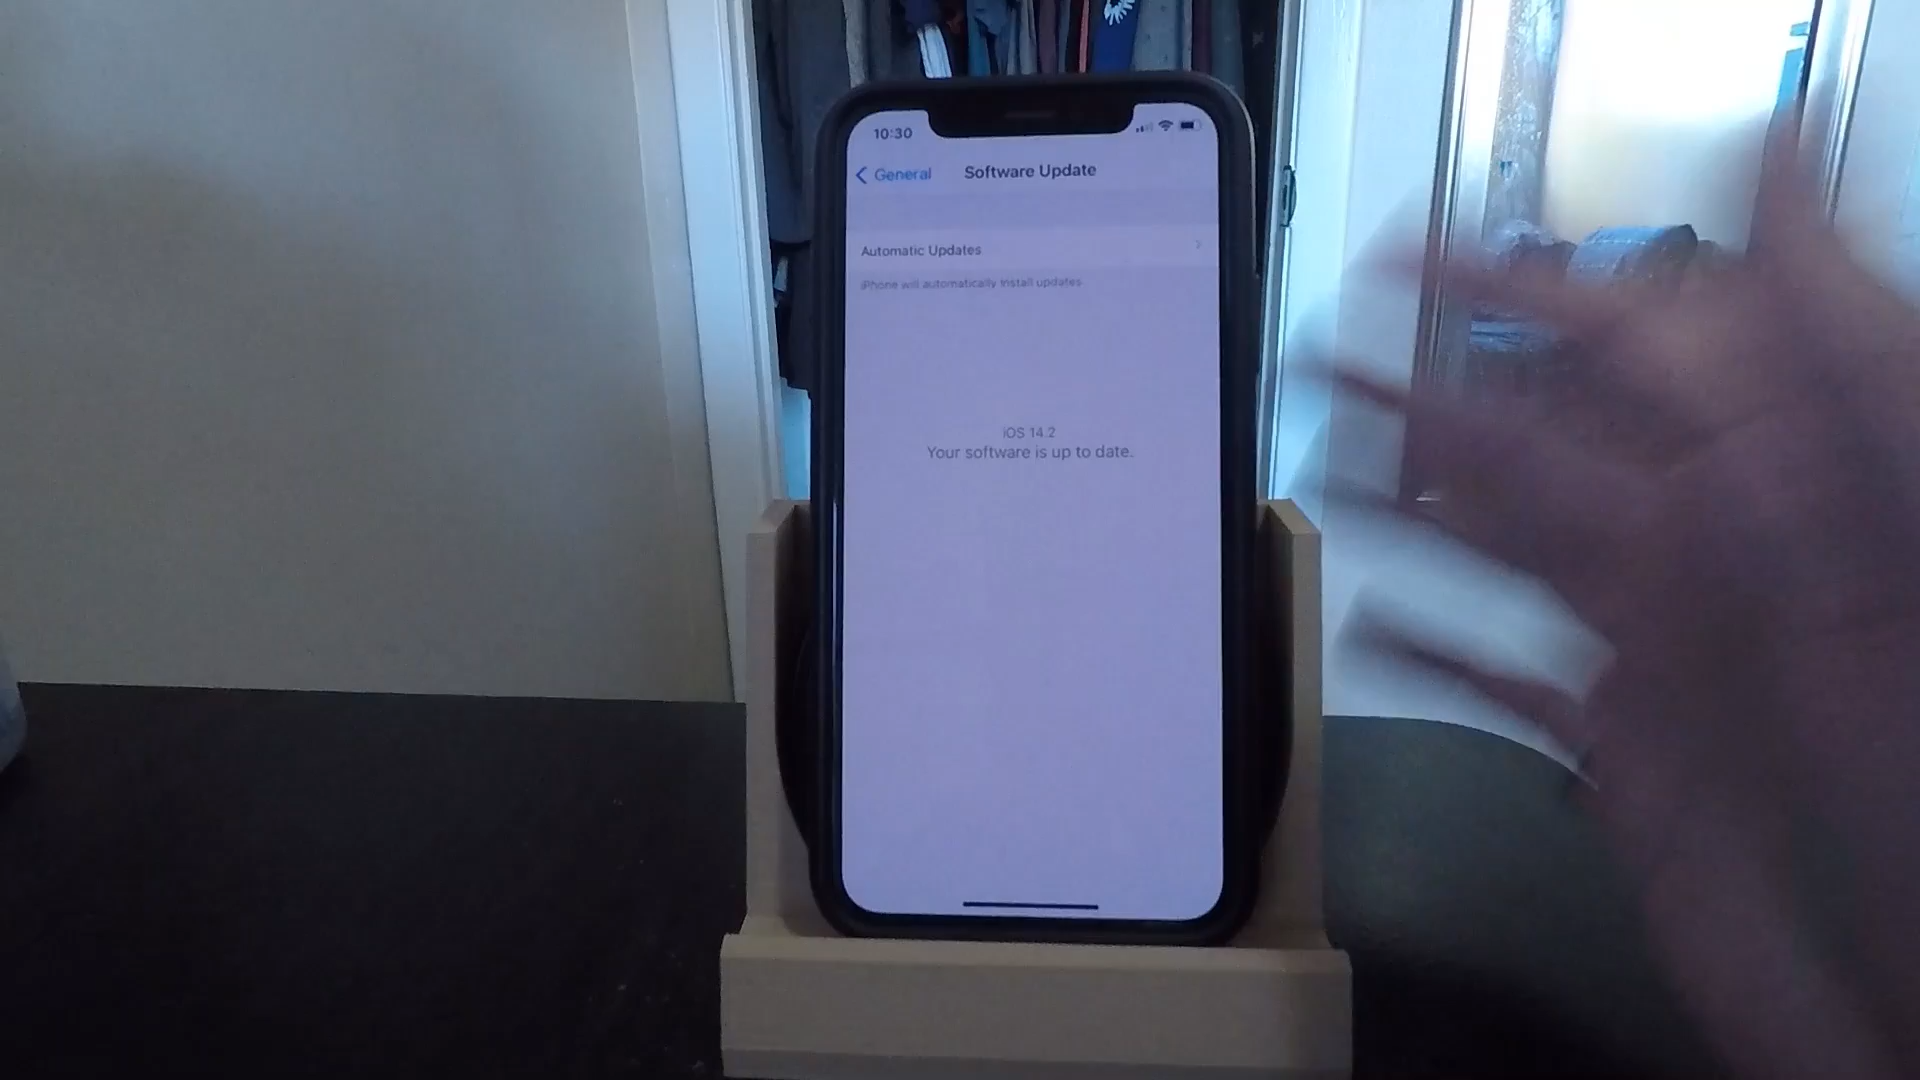 10:30
General
Software Update
Automatic Updates
iPhone will automatically install updates
iOS 14.2
Your software is up to date.